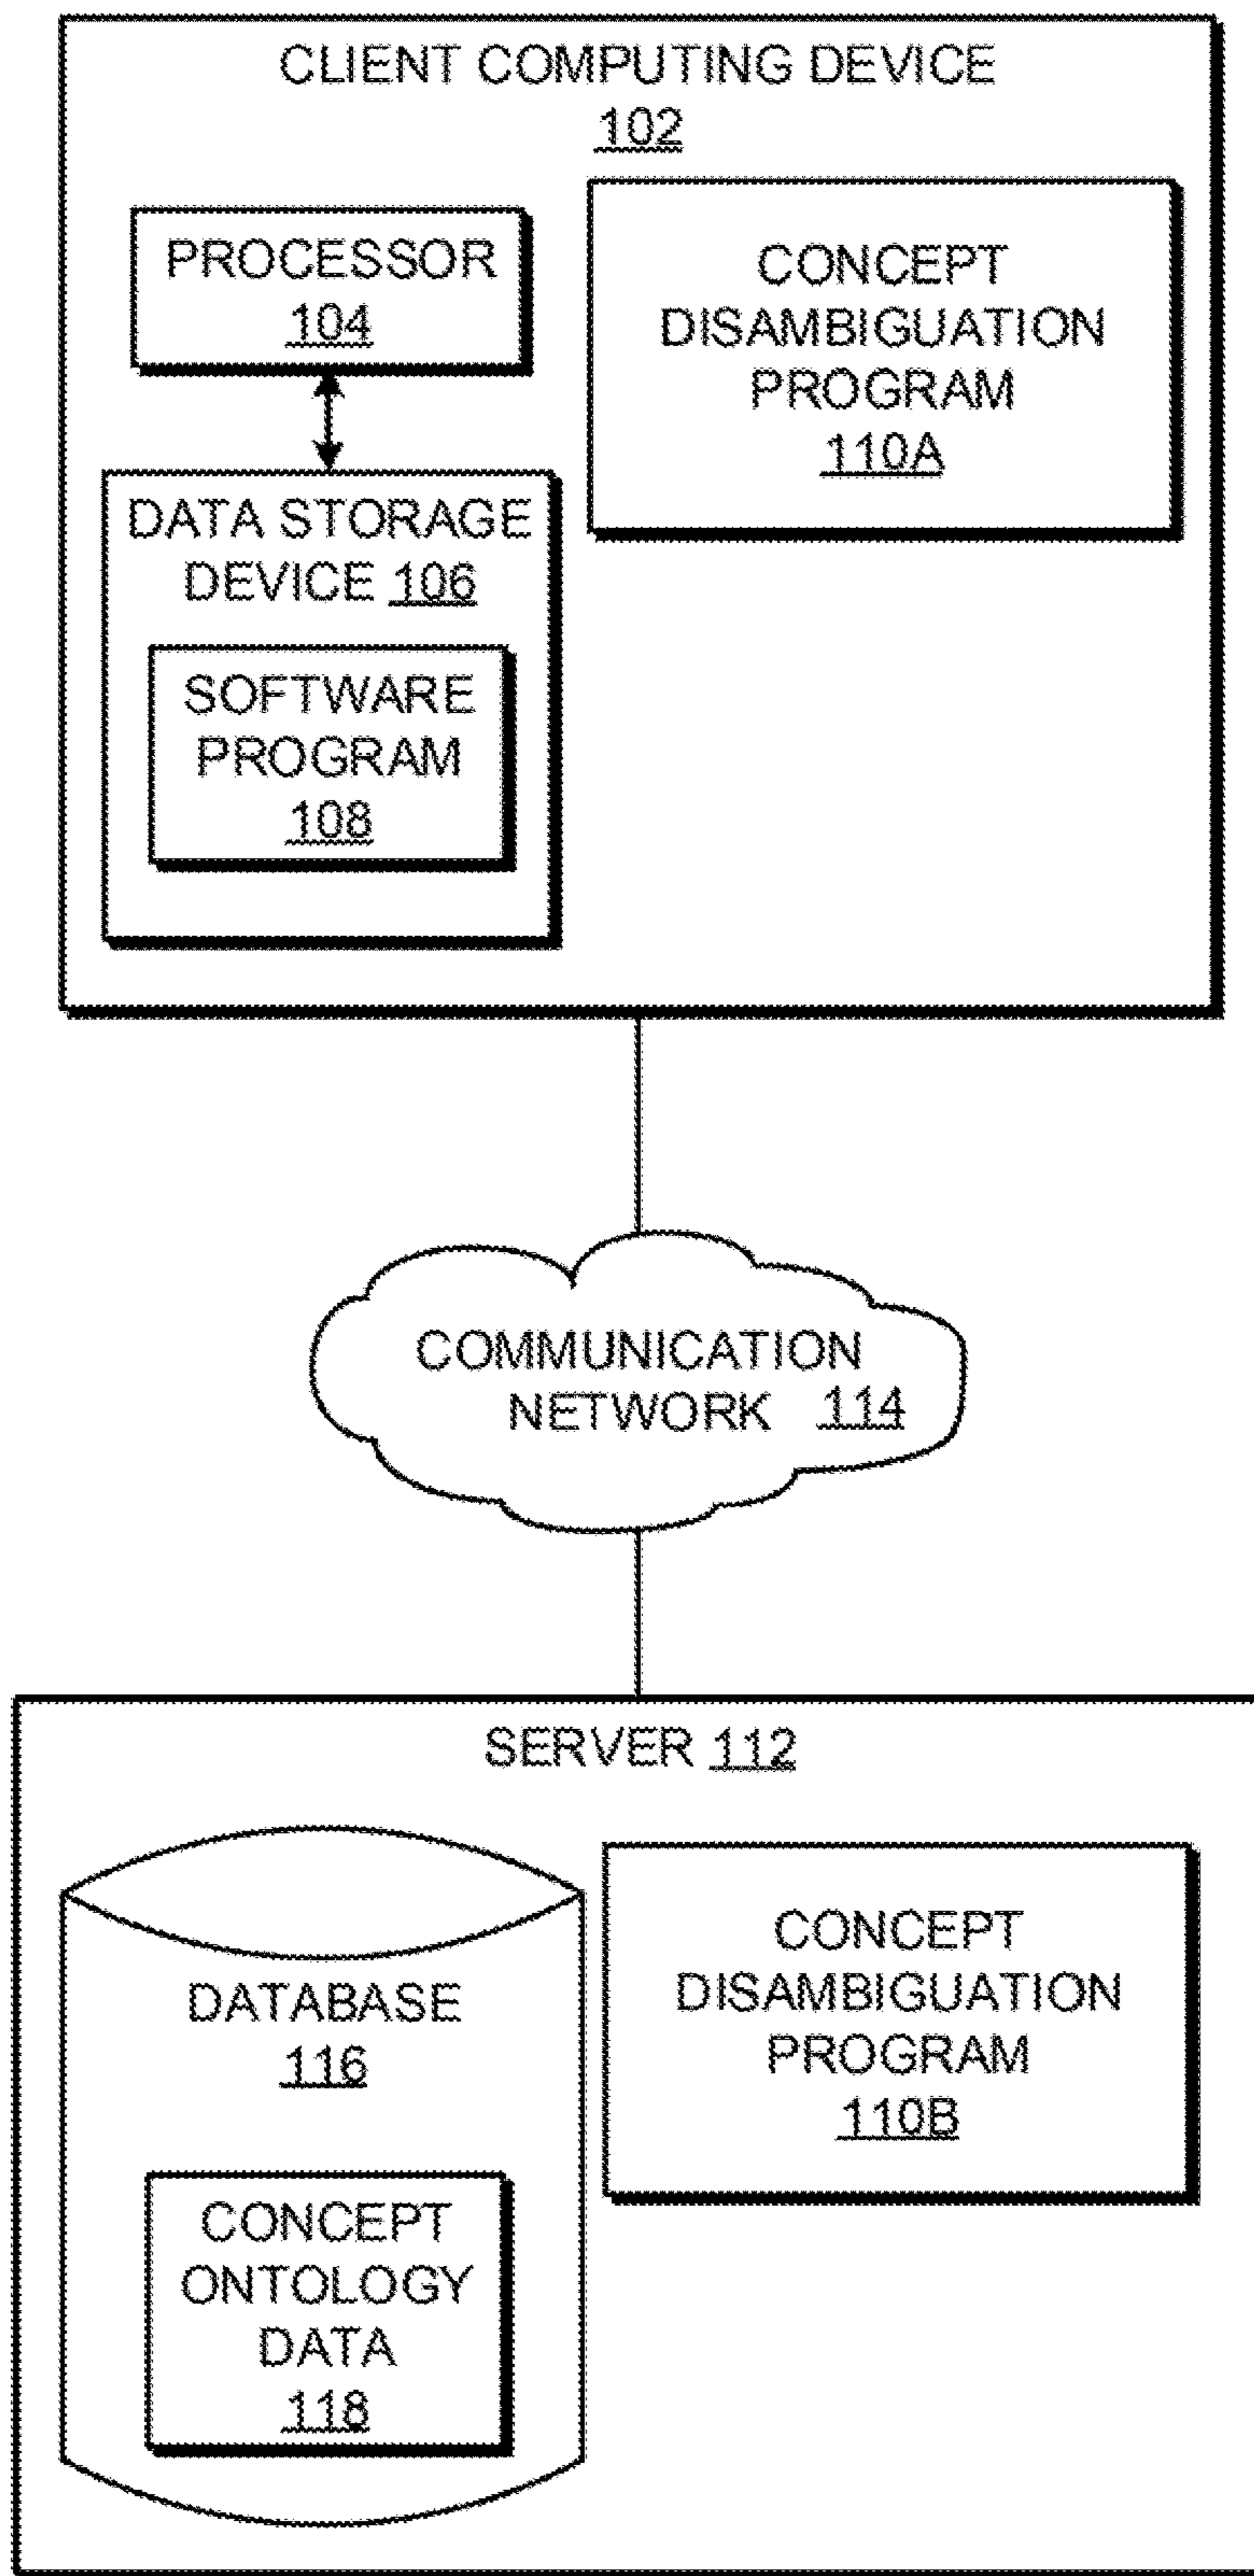 CLIENT COMPUTING DEVICE
102
PROCESSOR
104
CONCEPT
DISAMBIGUATION
PROGRAM
110A
DATA STORAGE
DEVICE 106
SOFTWARE
PROGRAM
108
COMMUNICATION
NETWORK 114
SERVER 112
DATABASE
116
CONCEPT
DISAMBIGUATION
PROGRAM
110B
CONCEPT
ONTOLOGY
DATA
118